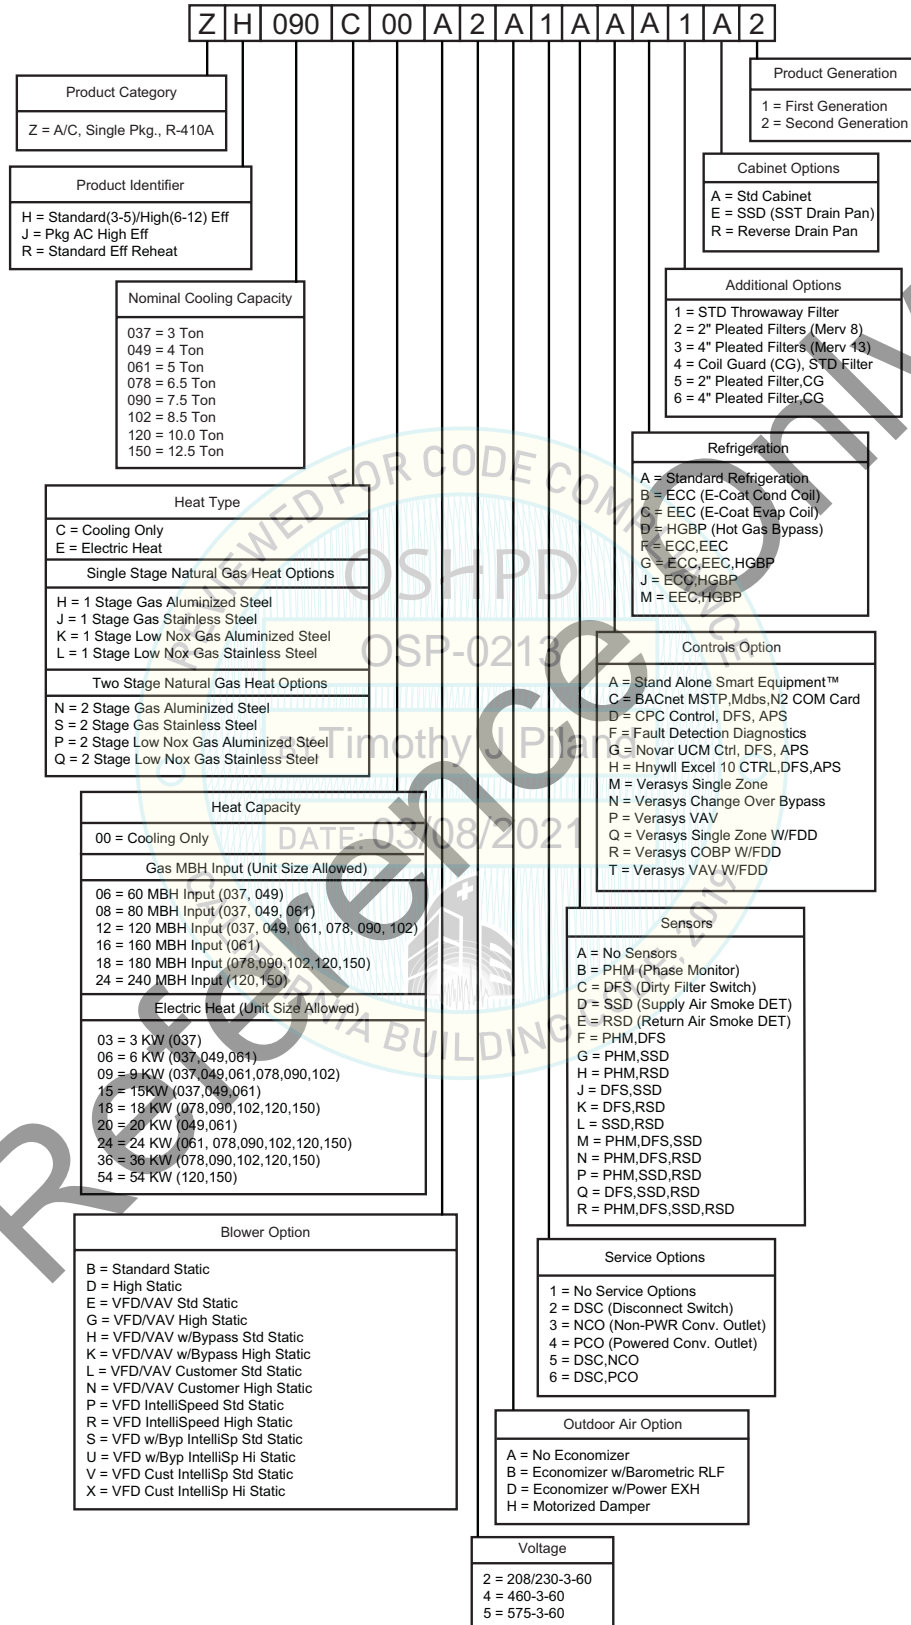 Z H 090 C 00 A 2 A 1 A A A 1 A 2
Product Category
Z = A/C, Single Pkg., R-410A
Product Identifier
H = Standard(3-5)/High(6-12) Eff
J = Pkg AC High Eff
R = Standard Eff Reheat
Nominal Cooling Capacity
037 = 3 Ton
049 = 4 Ton
061 = 5 Ton
078 = 6.5 Ton
090 = 7.5 Ton
102 = 8.5 Ton
120 = 10.0 Ton
150 = 12.5 Ton
Heat Type
C = Cooling Only
E = Electric Heat
Single Stage Natural Gas Heat Options
H = 1 Stage Gas Aluminized Steel
J = 1 Stage Gas Stainless Steel
K = 1 Stage Low Nox Gas Aluminized Steel
L = 1 Stage Low Nox Gas Stainless Steel
Two Stage Natural Gas Heat Options
N = 2 Stage Gas Aluminized Steel
S = 2 Stage Gas Stainless Steel
P = 2 Stage Low Nox Gas Aluminized Steel
Q = 2 Stage Low Nox Gas Stainless Steel
Heat Capacity
00 = Cooling Only
Gas MBH Input (Unit Size Allowed)
06 = 60 MBH Input (037, 049)
08 = 80 MBH Input (037, 049, 061)
12 = 120 MBH Input (037, 049, 061, 078, 090, 102)
16 = 160 MBH Input (061)
18 = 180 MBH Input (078,090,102,120,150)
24 = 240 MBH Input (120,150)
Electric Heat (Unit Size Allowed)
03 = 3 KW (037)
06 = 6 KW (037,049,061)
09 = 9 KW (037,049,061,078,090,102)
15 = 15KW (037,049,061)
18 = 18 KW (078,090,102,120,150)
20 = 20 KW (049,061)
24 = 24 KW (061, 078,090,102,120,150)
36 = 36 KW (078,090,102,120,150)
54 = 54 KW (120,150)
Blower Option
B = Standard Static
D = High Static
E = VFD/VAV Std Static
G = VFD/VAV High Static
H = VFD/VAV w/Bypass Std Static
K = VFD/VAV w/Bypass High Static
L = VFD/VAV Customer Std Static
N = VFD/VAV Customer High Static
P = VFD IntelliSpeed Std Static
R = VFD IntelliSpeed High Static
S = VFD w/Byp IntelliSp Std Static
U = VFD w/Byp IntelliSp Hi Static
V = VFD Cust IntelliSp Std Static
X = VFD Cust IntelliSp Hi Static
Product Generation
1 = First Generation
2 = Second Generation
Cabinet Options
A = Std Cabinet
E = SSD (SST Drain Pan)
R = Reverse Drain Pan
Additional Options
1 = STD Throwaway Filter
2 = 2" Pleated Filters (Merv 8)
3 = 4" Pleated Filters (Merv 13)
4 = Coil Guard (CG), STD Filter
5 = 2" Pleated Filter,CG
6 = 4" Pleated Filter,CG
Refrigeration
A = Standard Refrigeration
B = ECC (E-Coat Cond Coil)
C = EEC (E-Coat Evap Coil)
D = HGBP (Hot Gas Bypass)
F = ECC,EEC
G = ECC,EEC,HGBP
J = ECC,HGBP
M = EEC,HGBP
Controls Option
A = Stand Alone Smart Equipment™
C = BACnet MSTP,Mdbs,N2 COM Card
D = CPC Control, DFS, APS
F = Fault Detection Diagnostics
G = Novar UCM Ctrl, DFS, APS
H = Hnywll Excel 10 CTRL,DFS,APS
M = Verasys Single Zone
N = Verasys Change Over Bypass
P = Verasys VAV
Q = Verasys Single Zone W/FDD
R = Verasys COBP W/FDD
T = Verasys VAV W/FDD
Sensors
A = No Sensors
B = PHM (Phase Monitor)
C = DFS (Dirty Filter Switch)
D = SSD (Supply Air Smoke DET)
E = RSD (Return Air Smoke DET)
F = PHM,DFS
G = PHM,SSD
H = PHM,RSD
J = DFS,SSD
K = DFS,RSD
L = SSD,RSD
M = PHM,DFS,SSD
N = PHM,DFS,RSD
P = PHM,SSD,RSD
Q = DFS,SSD,RSD
R = PHM,DFS,SSD,RSD
Service Options
1 = No Service Options
2 = DSC (Disconnect Switch)
3 = NCO (Non-PWR Conv. Outlet)
4 = PCO (Powered Conv. Outlet)
5 = DSC,NCO
6 = DSC,PCO
Outdoor Air Option
A = No Economizer
B = Economizer w/Barometric RLF
D = Economizer w/Power EXH
H = Motorized Damper
Voltage
2 = 208/230-3-60
4 = 460-3-60
5 = 575-3-60
REVIEWED FOR CODE COMPLIANCE
OSHPD
OSP-0213
BY: Timothy J Piland
DATE: 03/08/2021
CALIFORNIA BUILDING CODE, 2019
Reference Only